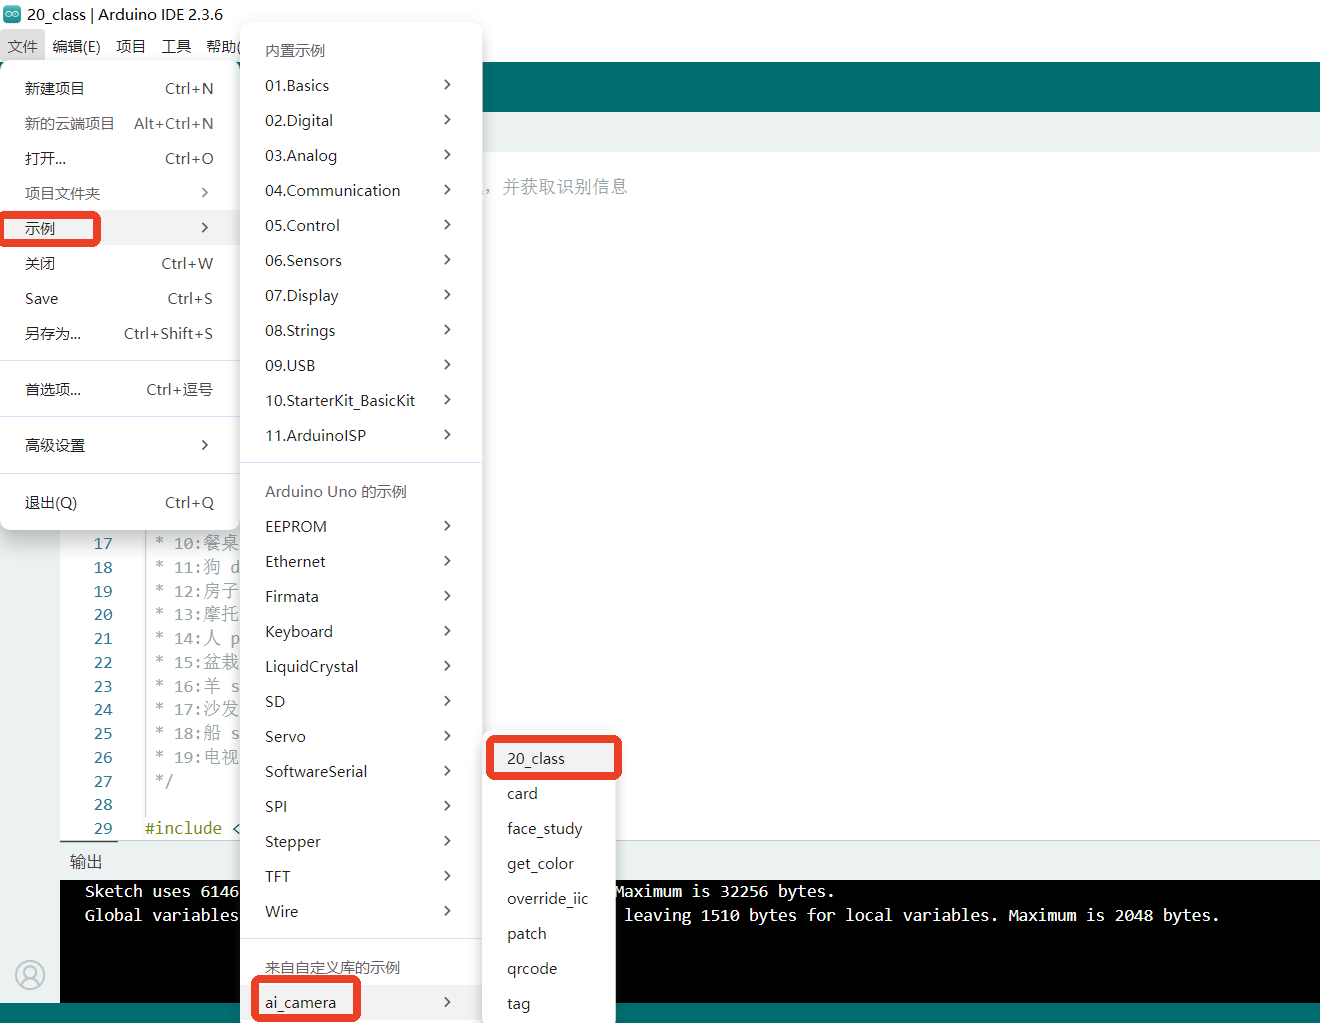 20_class | Arduino IDE 2.3.6
文件 编辑(E) 项目 工具 帮助(
新建项目 Ctrl+N
新的云端项目 Alt+Ctrl+N
打开... Ctrl+O
项目文件夹
示例
关闭 Ctrl+W
Save Ctrl+S
另存为... Ctrl+Shift+S
首选项... Ctrl+逗号
高级设置
退出(Q) Ctrl+Q
内置示例
01.Basics
02.Digital
03.Analog
04.Communication
05.Control
06.Sensors
07.Display
08.Strings
09.USB
10.StarterKit_BasicKit
11.ArduinoISP
Arduino Uno 的示例
EEPROM
Ethernet
Firmata
Keyboard
LiquidCrystal
SD
Servo
SoftwareSerial
SPI
Stepper
TFT
Wire
来自自定义库的示例
ai_camera
20_class
card
face_study
get_color
override_iic
patch
qrcode
tag
，并获取识别信息
17 * 10:餐桌
18 * 11:狗 d
19 * 12:房子
20 * 13:摩托
21 * 14:人 p
22 * 15:盆栽
23 * 16:羊 s
24 * 17:沙发
25 * 18:船 s
26 * 19:电视
27 */
28
29 #include <
输出
Sketch uses 6146 Maximum is 32256 bytes.
Global variables leaving 1510 bytes for local variables. Maximum is 2048 bytes.